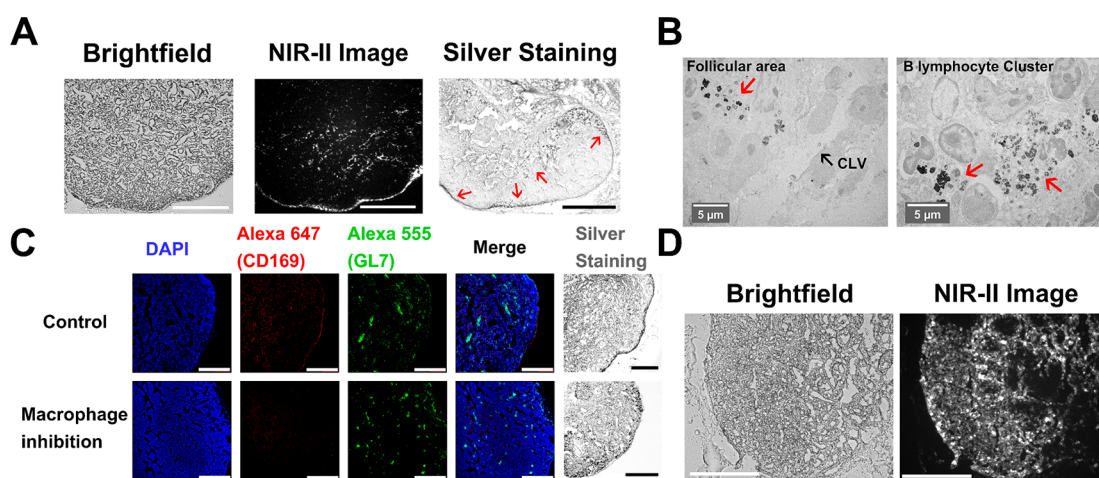 A
Brightfield
NIR-II Image
Silver Staining
B
Follicular area
CLV
5 µm
B lymphocyte Cluster
5 µm
C
DAPI
Alexa 647
(CD169)
Alexa 555
(GL7)
Merge
Silver
Staining
Control
Macrophage
inhibition
D
Brightfield
NIR-II Image